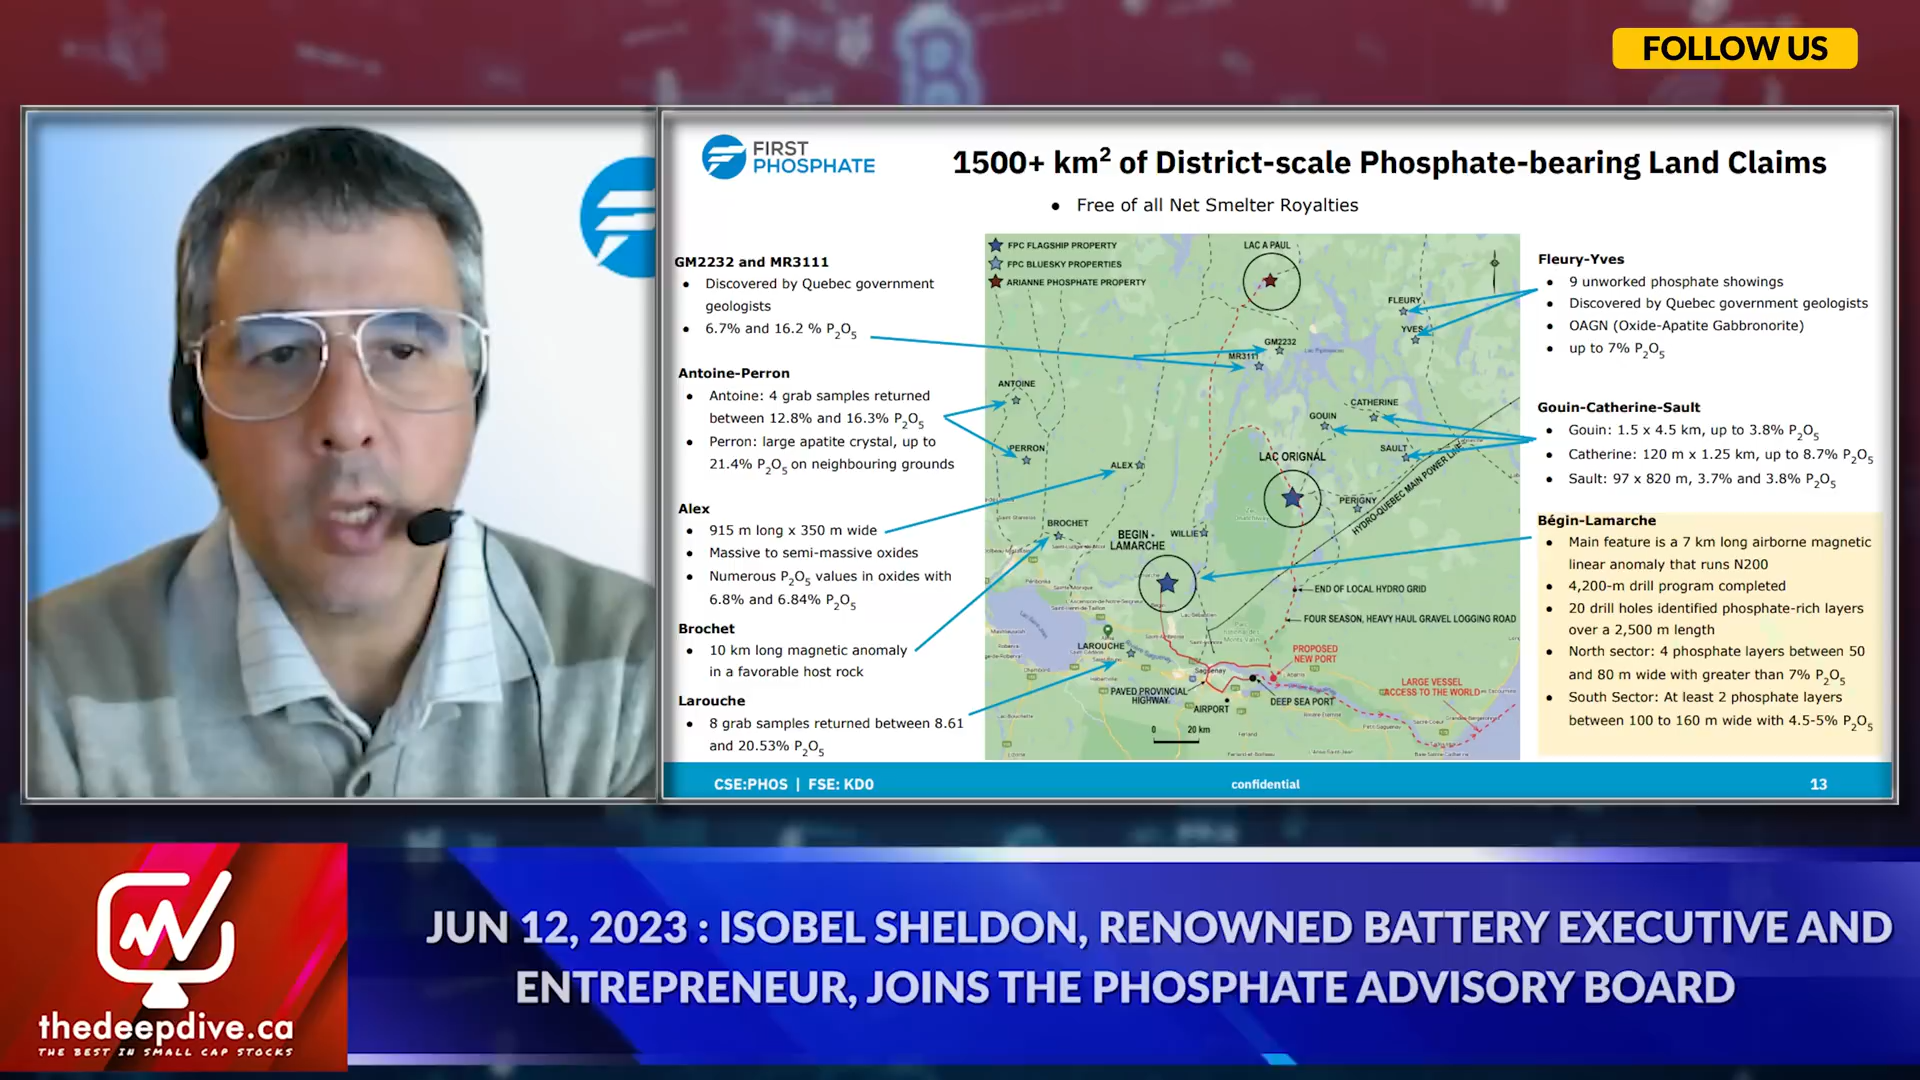 FOLLOW US
FIRST
PHOSPHATE
1500+ km² of District-scale Phosphate-bearing Land Claims
● Free of all Net Smelter Royalties
GM2232 and MR3111
● Discovered by Quebec government
geologists
● 6.7% and 16.2 % P₂O₅
Antoine-Perron
● Antoine: 4 grab samples returned
between 12.8% and 16.3% P₂O₅
● Perron: large apatite crystal, up to
21.4% P₂O₅ on neighbouring grounds
Alex
● 915 m long x 350 m wide
● Massive to semi-massive oxides
● Numerous P₂O₅ values in oxides with
6.8% and 6.84% P₂O₅
Brochet
● 10 km long magnetic anomaly
in a favorable host rock
Larouche
● 8 grab samples returned between 8.61
and 20.53% P₂O₅
FPC FLAGSHIP PROPERTY
FPC BLUESKY PROPERTIES
ARIANNE PHOSPHATE PROPERTY
LAC A PAUL
FLEURY
YVES
GM2232
MR3111
ANTOINE
CATHERINE
GOUIN
PERRON
SAULT
LAC ORIGNAL
ALEX
HYDRO-QUEBEC MAIN POWER LINE
PERIGNY
BROCHET
BEGIN -
LAMARCHE
WILLIE
END OF LOCAL HYDRO GRID
FOUR SEASON, HEAVY HAUL GRAVEL LOGGING ROAD
LAROUCHE
PROPOSED
NEW PORT
Saguenay
LARGE VESSEL
ACCESS TO THE WORLD
PAVED PROVINCIAL
HIGHWAY
AIRPORT
DEEP SEA PORT
0 20 km
Fleury-Yves
● 9 unworked phosphate showings
● Discovered by Quebec government geologists
● OAGN (Oxide-Apatite Gabbronorite)
● up to 7% P₂O₅
Gouin-Catherine-Sault
● Gouin: 1.5 x 4.5 km, up to 3.8% P₂O₅
● Catherine: 120 m x 1.25 km, up to 8.7% P₂O₅
● Sault: 97 x 820 m, 3.7% and 3.8% P₂O₅
Bégin-Lamarche
● Main feature is a 7 km long airborne magnetic
linear anomaly that runs N200
● 4,200-m drill program completed
● 20 drill holes identified phosphate-rich layers
over a 2,500 m length
● North sector: 4 phosphate layers between 50
and 80 m wide with greater than 7% P₂O₅
● South Sector: At least 2 phosphate layers
between 100 to 160 m wide with 4.5-5% P₂O₅
CSE:PHOS | FSE: KD0
confidential
13
thedeepdive.ca
THE BEST IN SMALL CAP STOCKS
JUN 12, 2023 : ISOBEL SHELDON, RENOWNED BATTERY EXECUTIVE AND
ENTREPRENEUR, JOINS THE PHOSPHATE ADVISORY BOARD